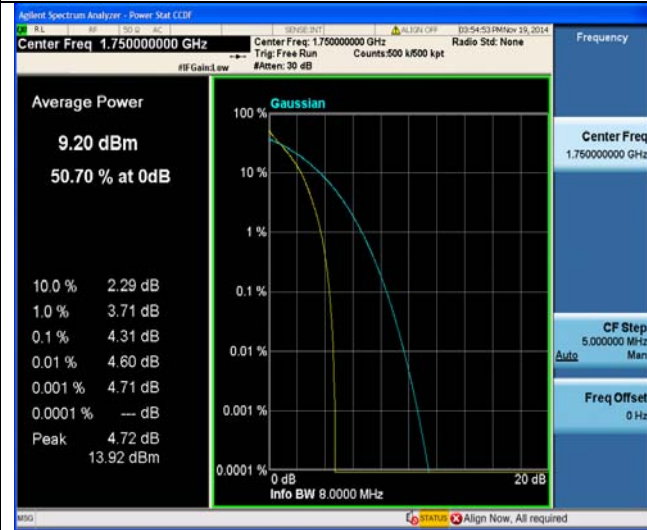 Agilent Spectrum Analyzer - Power Stat CCDF
RL RF 50 Ω AC SENSE:INT ALIGN OFF 03:54:53 PM Nov 19, 2014
Center Freq 1.750000000 GHz
Center Freq: 1.750000000 GHz Radio Std: None
Trig: Free Run Counts:500 k/500 kpt
#IFGain:Low #Atten: 30 dB
Frequency
Average Power
9.20 dBm
50.70 % at 0dB
10.0 % 2.29 dB
1.0 % 3.71 dB
0.1 % 4.31 dB
0.01 % 4.60 dB
0.001 % 4.71 dB
0.0001 % --- dB
Peak 4.72 dB
13.92 dBm
100 % Gaussian
10 %
1 %
0.1 %
0.01 %
0.001 %
0.0001 %
0 dB 20 dB
Info BW 8.0000 MHz
Center Freq
1.750000000 GHz
CF Step
5.000000 MHz
Auto Man
Freq Offset
0 Hz
MSG STATUS Align Now, All required